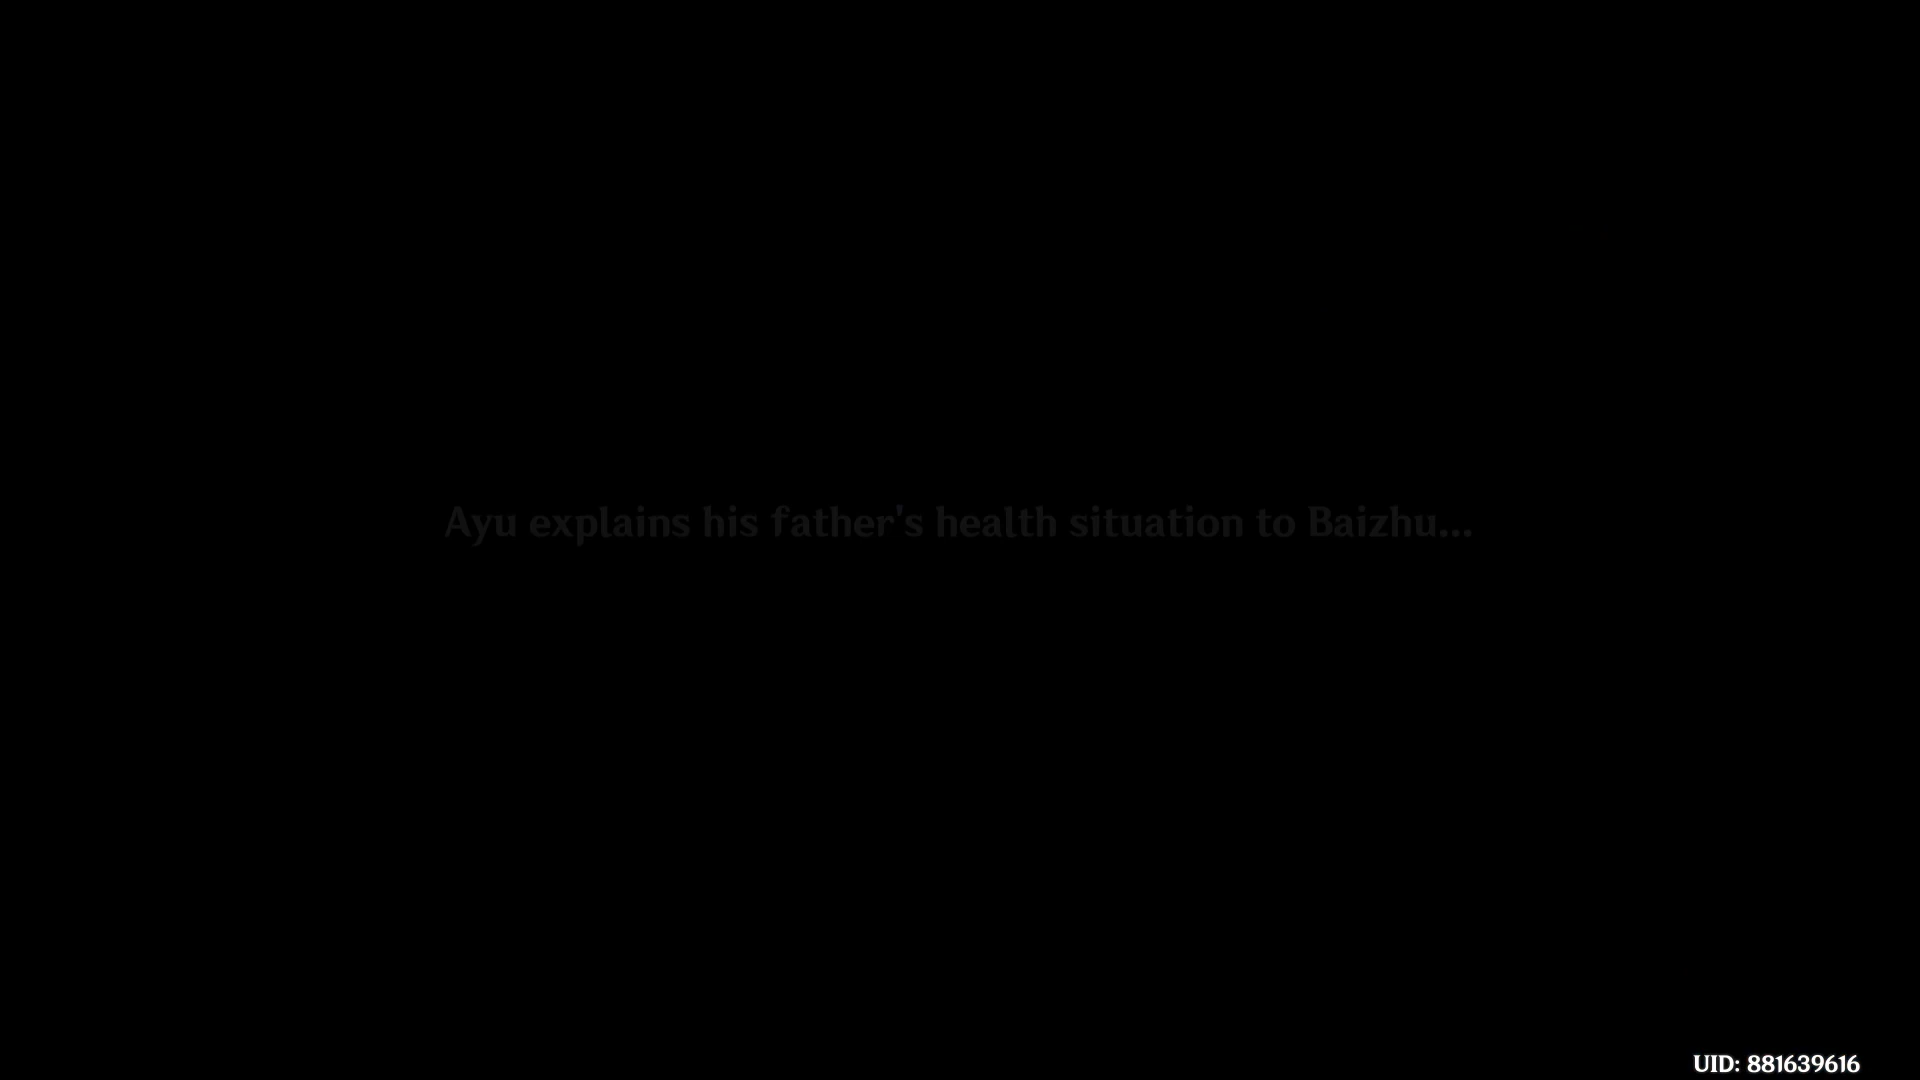 Ayu explains his father's health situation to Baizhu...
UID: 881639616